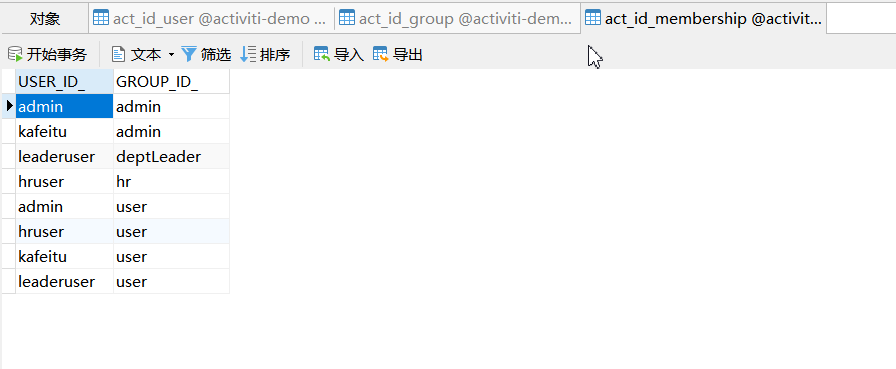 对象 act_id_user @activiti-demo ... act_id_group @activiti-dem... act_id_membership @activit...
开始事务 文本 筛选 排序 导入 导出
USER_ID_ GROUP_ID_
admin admin
kafeitu admin
leaderuser deptLeader
hruser hr
admin user
hruser user
kafeitu user
leaderuser user